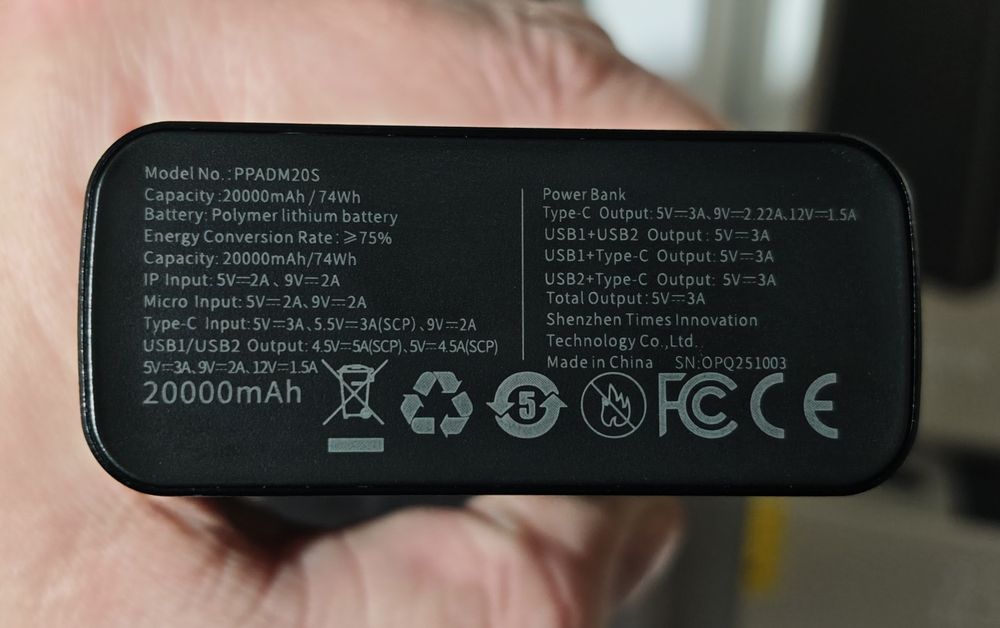 Model No.:PPADM20S
Capacity:20000mAh/74Wh
Battery: Polymer lithium battery
Energy Conversion Rate:≥75%
Capacity: 20000mAh/74Wh
IP Input: 5V⎓2A、9V⎓2A
Micro Input: 5V⎓2A、9V⎓2A
Type-C Input: 5V⎓3A、5.5V⎓3A(SCP)、9V⎓2A
USB1/USB2 Output: 4.5V⎓5A(SCP)、5V⎓4.5A(SCP)
5V⎓3A、9V⎓2A、12V⎓1.5A
20000mAh
Power Bank
Type-C Output: 5V⎓3A、9V⎓2.22A、12V⎓1.5A
USB1+USB2 Output: 5V⎓3A
USB1+Type-C Output: 5V⎓3A
USB2+Type-C Output: 5V⎓3A
Total Output: 5V⎓3A
Shenzhen Times Innovation
Technology Co.,Ltd.
Made in China SN:OPQ251003
5 FC CE